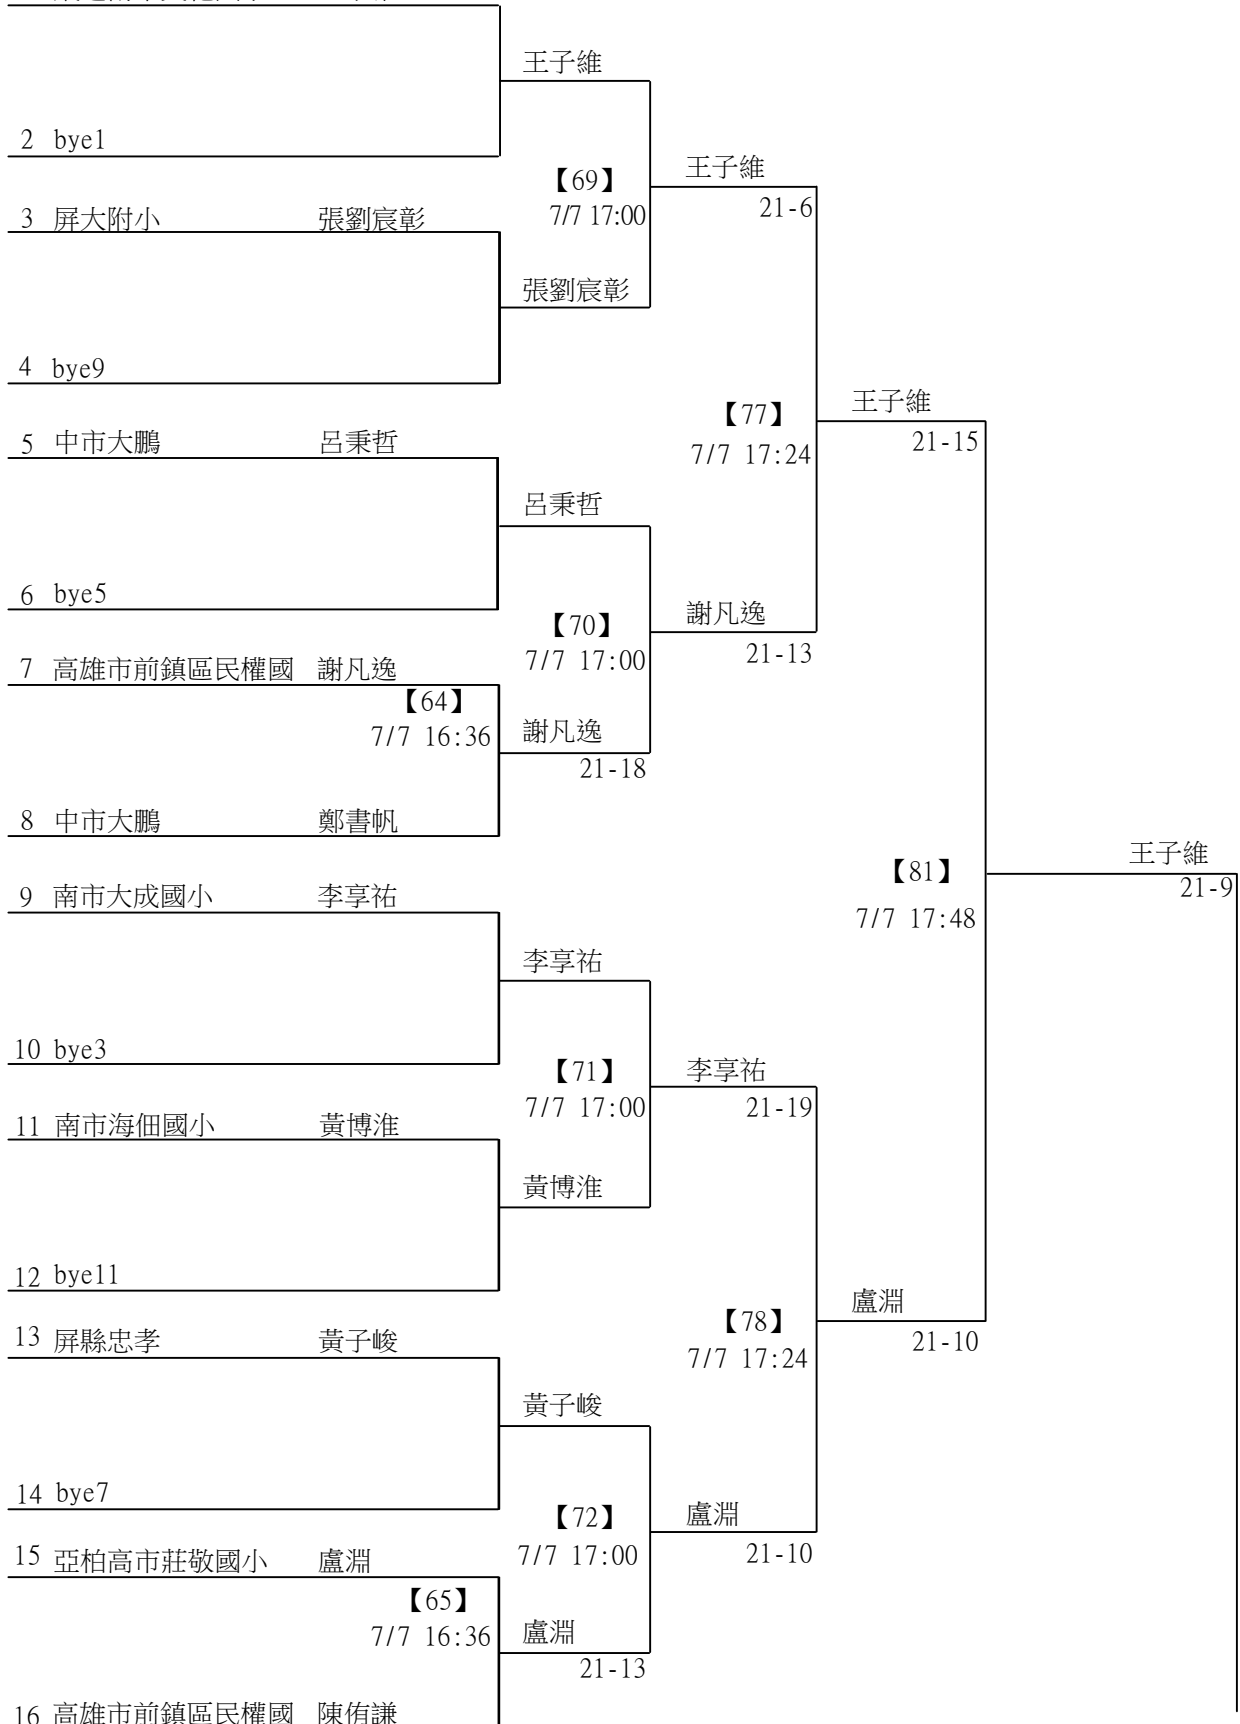 王子維
2 bye1
【69】
7/7 17:00
王子維
21-6
3 屏大附小 張劉宸彰
張劉宸彰
4 bye9
【77】
7/7 17:24
王子維
21-15
5 中市大鵬 呂秉哲
呂秉哲
6 bye5
【70】
7/7 17:00
謝凡逸
21-13
7 高雄市前鎮區民權國 謝凡逸
【64】
7/7 16:36
謝凡逸
21-18
8 中市大鵬 鄭書帆
【81】
7/7 17:48
王子維
21-9
9 南市大成國小 李享祐
李享祐
10 bye3
【71】
7/7 17:00
李享祐
21-19
11 南市海佃國小 黃博淮
黃博淮
12 bye11
【78】
7/7 17:24
盧淵
21-10
13 屏縣忠孝 黃子峻
黃子峻
14 bye7
【72】
7/7 17:00
盧淵
21-10
15 亞柏高市莊敬國小 盧淵
【65】
7/7 16:36
盧淵
21-13
16 高雄市前鎮區民權國 陳侑謙